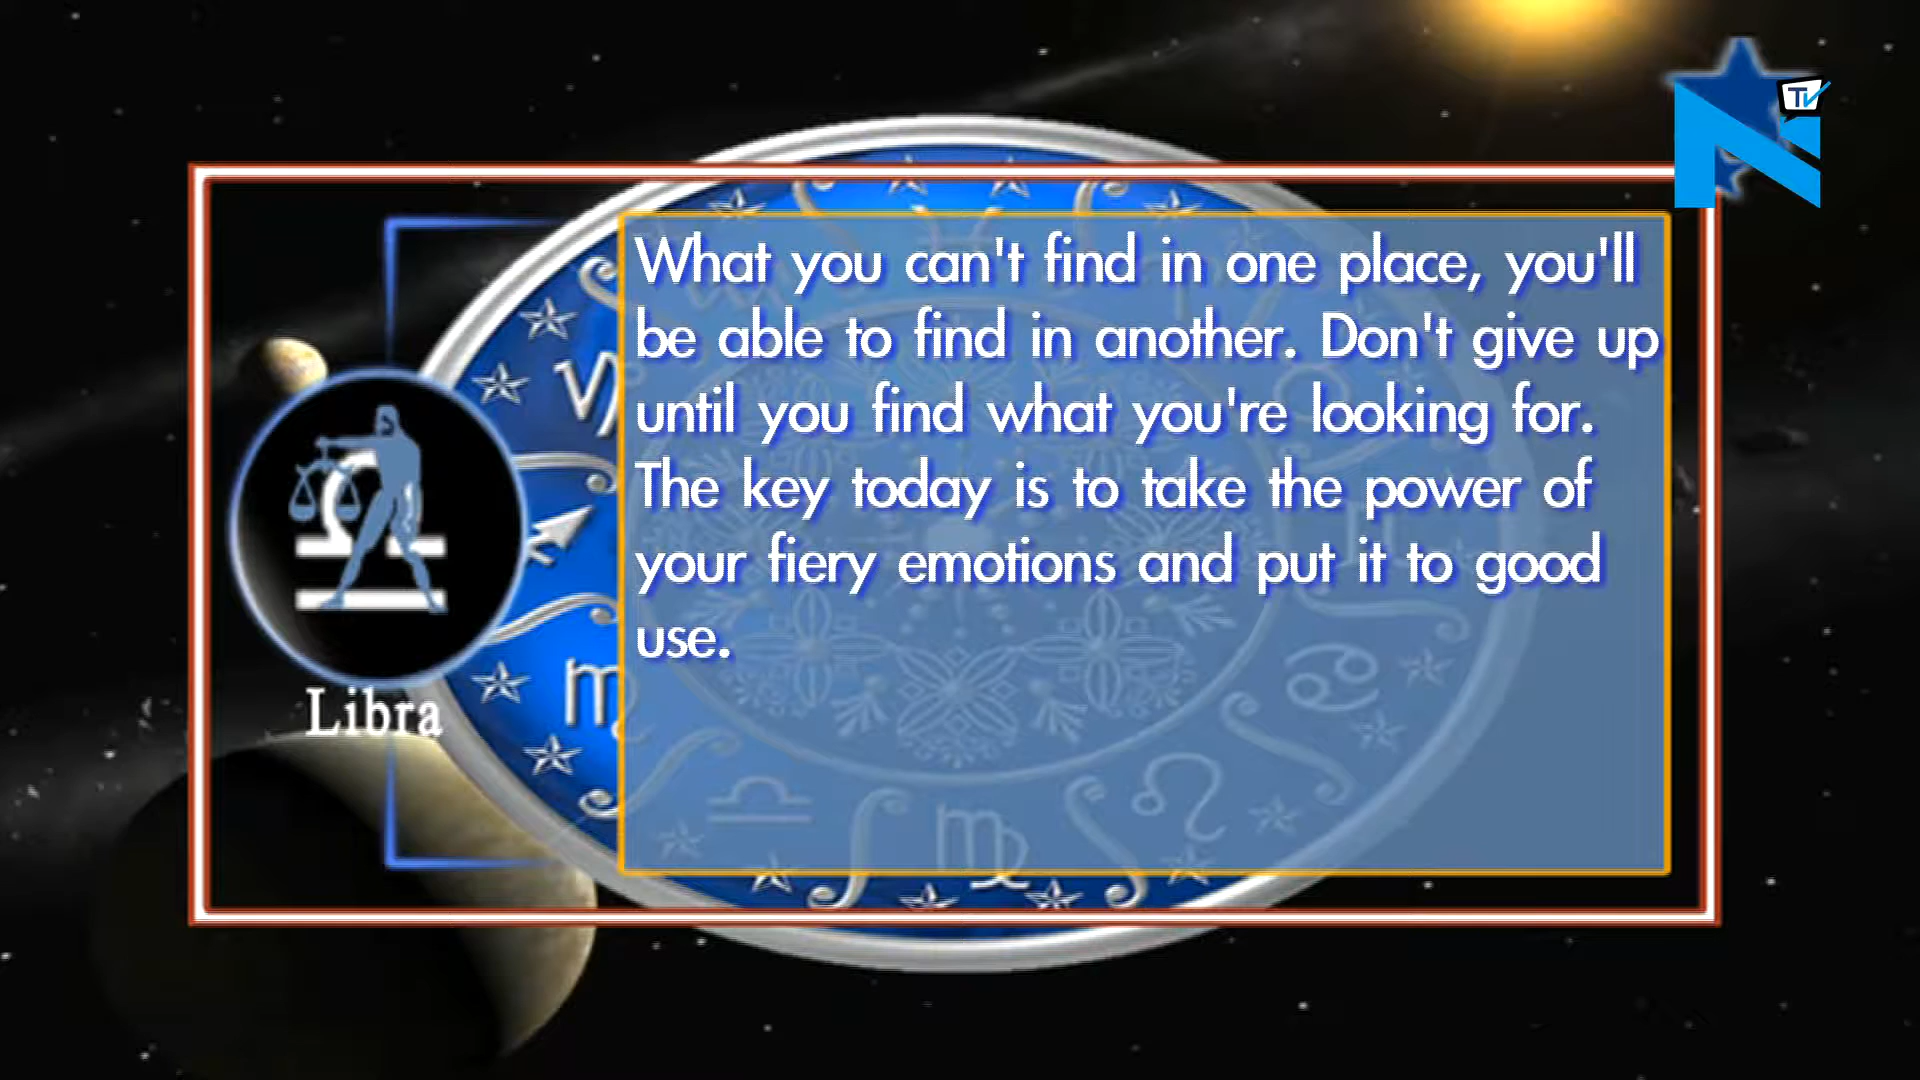 TV
What you can't find in one place, you'll
be able to find in another. Don't give up
until you find what you're looking for.
The key today is to take the power of
your fiery emotions and put it to good
use.
Libra